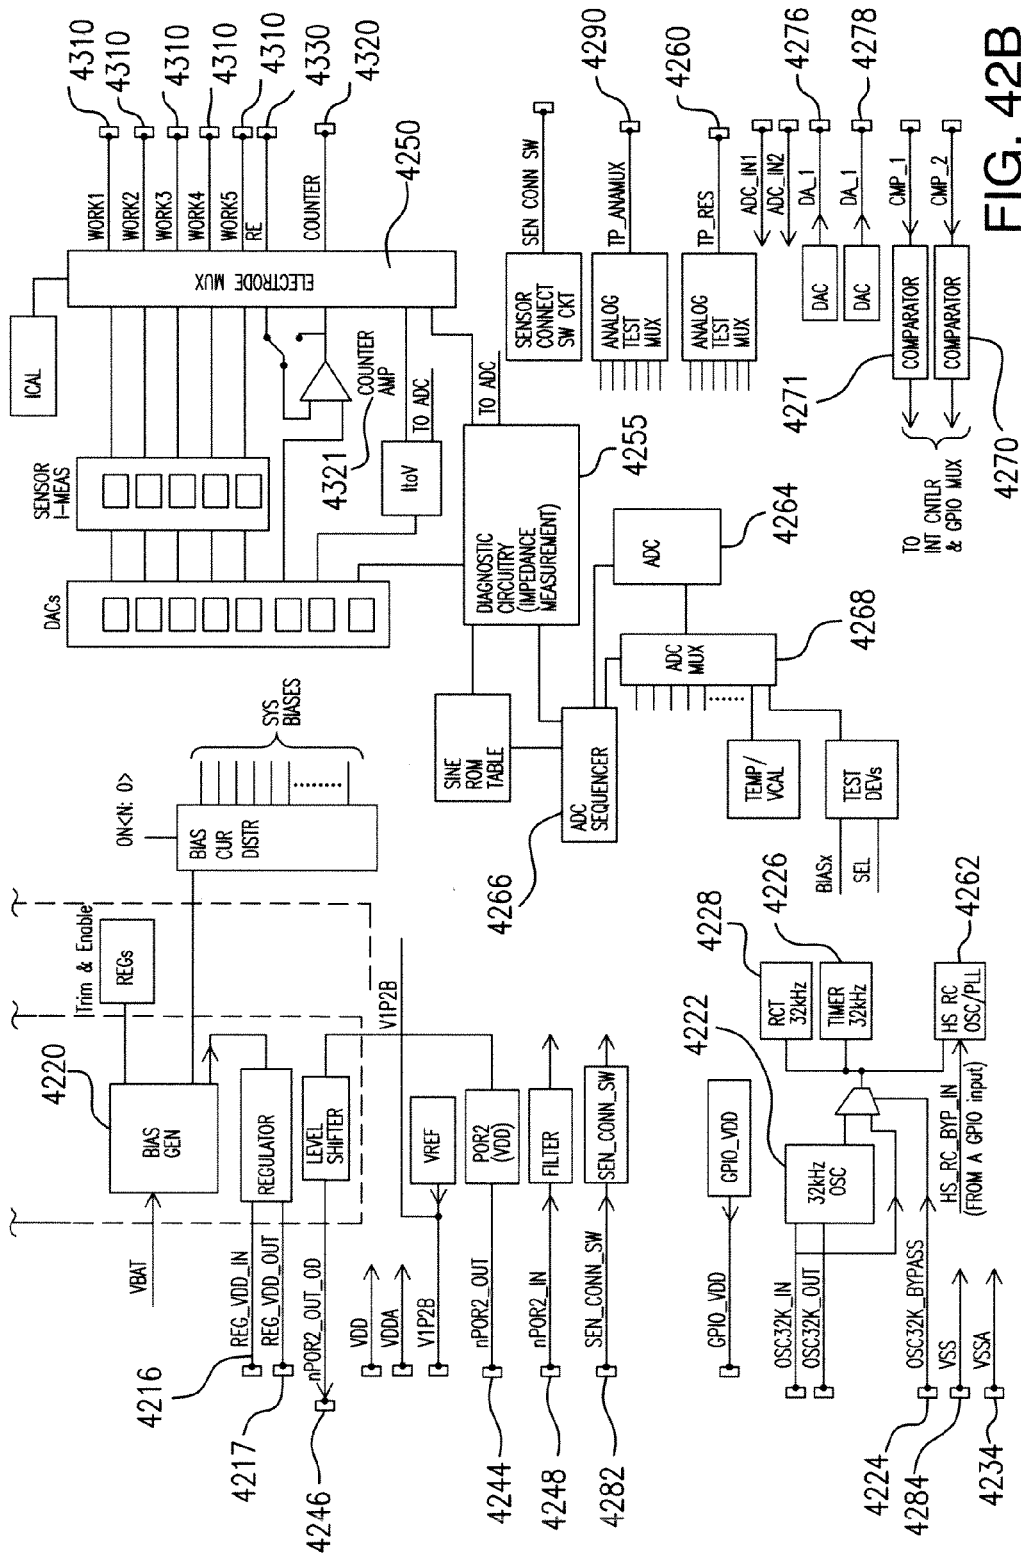 4310
4310
4310
4310
4310
4330
4320
WORK1
WORK2
WORK3
WORK4
WORK5
RE
COUNTER
4250
ELECTRODE MUX
ICAL
SENSOR
I-MEAS
DACs
COUNTER
AMP
4321
ItoV
TO ADC
TO ADC
4255
DIAGNOSTIC
CIRCUITRY
(IMPEDANCE
MEASUREMENT)
SINE
ROM
TABLE
ADC
SEQUENCER
4266
ADC
4264
ADC
MUX
4268
TEMP/
VCAL
TEST
DEVs
BIASx
SEL
SEN CONN SW
SENSOR
CONNECT
SW CKT
4290
TP_ANAMUX
ANALOG
TEST
MUX
4260
TP_RES
ANALOG
TEST
MUX
ADC_IN1
ADC_IN2
4276
DA_1
DAC
4278
DA_1
DAC
CMP_1
COMPARATOR
4271
CMP_2
COMPARATOR
4270
TO
INT CNTLR
& GPIO MUX
ON<N: 0>
BIAS
CUR
DISTR
SYS
BIASES
Trim & Enable
REGs
4220
BIAS
GEN
VBAT
REGULATOR
REG_VDD_IN
REG_VDD_OUT
4216
4217
LEVEL
SHIFTER
nPOR2_OUT_OD
4246
V1P2B
VDD
VDDA
V1P2B
VREF
POR2
(VDD)
nPOR2_OUT
4244
FILTER
nPOR2_IN
4248
SEN_CONN_SW
SEN_CONN_SW
4282
GPIO_VDD
GPIO_VDD
4222
32kHz
OSC
OSC32K_IN
OSC32K_OUT
OSC32K_BYPASS
4224
VSS
4284
VSSA
4234
4228
RCT
32kHz
4226
TIMER
32kHz
4262
HS RC
OSC/PLL
HS_RC_BYP_IN
(FROM A GPIO input)
FIG. 42B